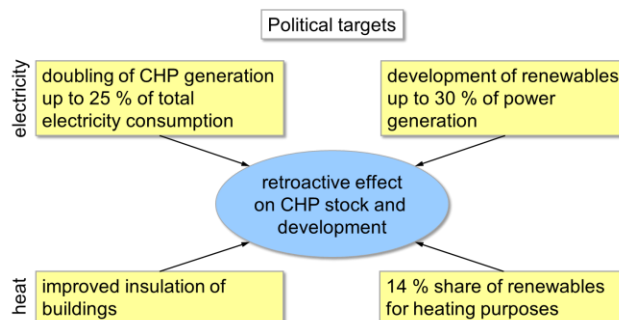 Political targets
electricity
doubling of CHP generation
up to 25 % of total
electricity consumption
development of renewables
up to 30 % of power
generation
retroactive effect
on CHP stock and
development
heat
improved insulation of
buildings
14 % share of renewables
for heating purposes